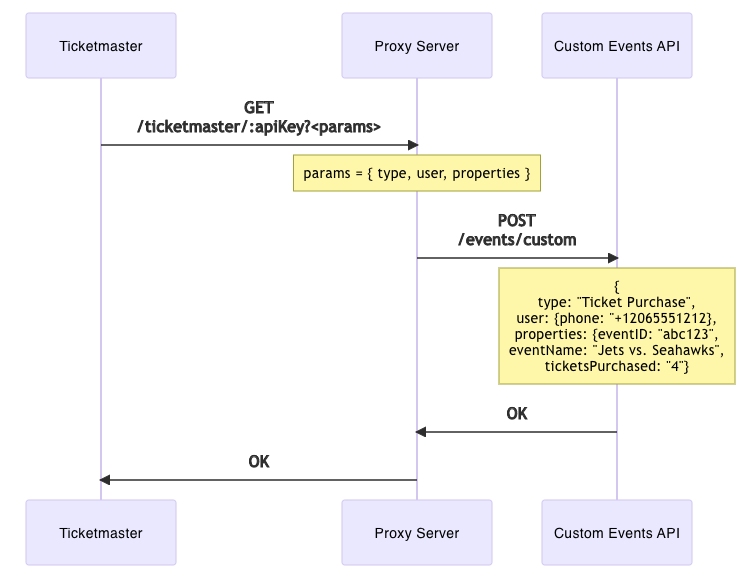 Ticketmaster
Proxy Server
Custom Events API
GET
/ticketmaster/:apiKey?<params>
params = { type, user, properties }
POST
/events/custom
{
type: "Ticket Purchase",
user: {phone: "+12065551212},
properties: {eventID: "abc123",
eventName: "Jets vs. Seahawks",
ticketsPurchased: "4"}
OK
OK
Ticketmaster
Proxy Server
Custom Events API